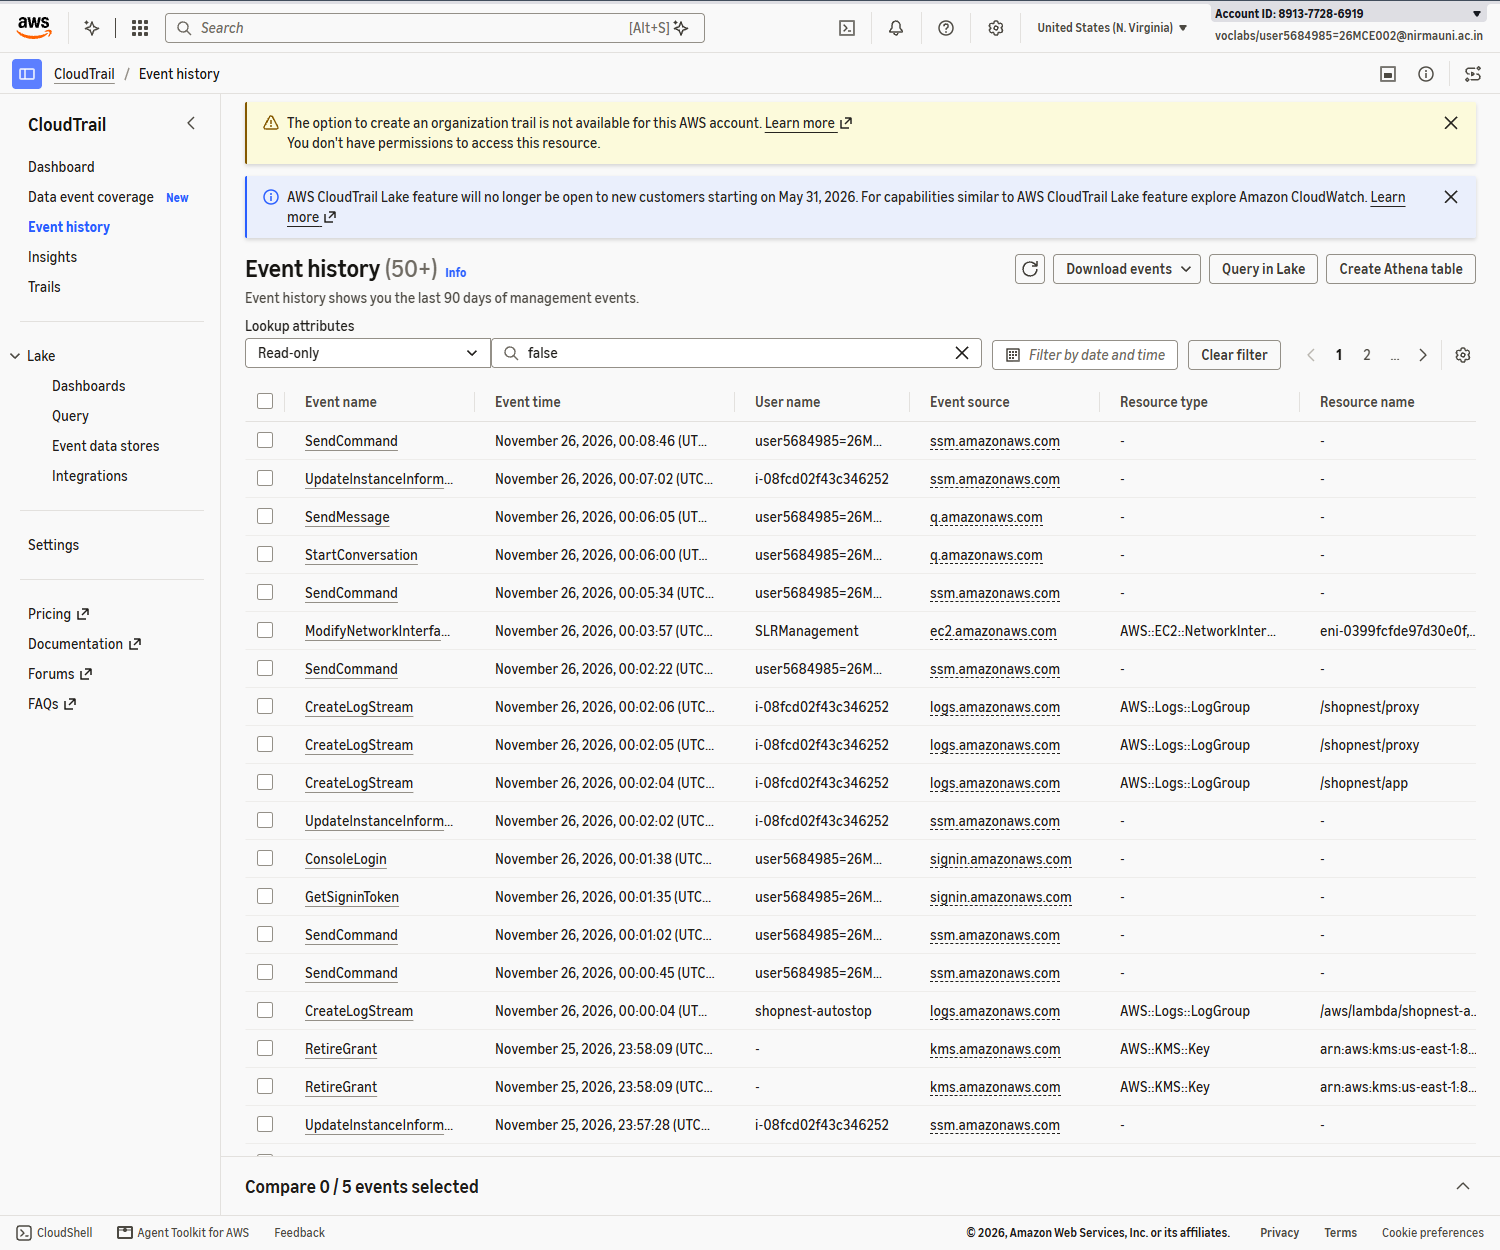 aws
Search [Alt+S]
United States (N. Virginia)
Account ID: 8913-7728-6919
voclabs/user5684985=26MCE002@nirmauni.ac.in
CloudTrail / Event history
CloudTrail
Dashboard
Data event coverage New
Event history
Insights
Trails
Lake
Dashboards
Query
Event data stores
Integrations
Settings
Pricing
Documentation
Forums
FAQs
The option to create an organization trail is not available for this AWS account. Learn more
You don't have permissions to access this resource.
AWS CloudTrail Lake feature will no longer be open to new customers starting on May 31, 2026. For capabilities similar to AWS CloudTrail Lake feature explore Amazon CloudWatch. Learn
more
Event history (50+) Info
Download events Query in Lake Create Athena table
Event history shows you the last 90 days of management events.
Lookup attributes
Read-only false Filter by date and time Clear filter 1 2 ...
Event name Event time User name Event source Resource type Resource name
SendCommand November 26, 2026, 00:08:46 (UT... user5684985=26M... ssm.amazonaws.com - -
UpdateInstanceInform... November 26, 2026, 00:07:02 (UTC... i-08fcd02f43c346252 ssm.amazonaws.com - -
SendMessage November 26, 2026, 00:06:05 (UT... user5684985=26M... q.amazonaws.com - -
StartConversation November 26, 2026, 00:06:00 (UT... user5684985=26M... q.amazonaws.com - -
SendCommand November 26, 2026, 00:05:34 (UTC... user5684985=26M... ssm.amazonaws.com - -
ModifyNetworkInterfa... November 26, 2026, 00:03:57 (UTC... SLRManagement ec2.amazonaws.com AWS::EC2::NetworkInter... eni-0399fcfde97d30e0f,...
SendCommand November 26, 2026, 00:02:22 (UTC... user5684985=26M... ssm.amazonaws.com - -
CreateLogStream November 26, 2026, 00:02:06 (UTC... i-08fcd02f43c346252 logs.amazonaws.com AWS::Logs::LogGroup /shopnest/proxy
CreateLogStream November 26, 2026, 00:02:05 (UTC... i-08fcd02f43c346252 logs.amazonaws.com AWS::Logs::LogGroup /shopnest/proxy
CreateLogStream November 26, 2026, 00:02:04 (UTC... i-08fcd02f43c346252 logs.amazonaws.com AWS::Logs::LogGroup /shopnest/app
UpdateInstanceInform... November 26, 2026, 00:02:02 (UTC... i-08fcd02f43c346252 ssm.amazonaws.com - -
ConsoleLogin November 26, 2026, 00:01:38 (UTC... user5684985=26M... signin.amazonaws.com - -
GetSigninToken November 26, 2026, 00:01:35 (UTC... user5684985=26M... signin.amazonaws.com - -
SendCommand November 26, 2026, 00:01:02 (UTC... user5684985=26M... ssm.amazonaws.com - -
SendCommand November 26, 2026, 00:00:45 (UTC... user5684985=26M... ssm.amazonaws.com - -
CreateLogStream November 26, 2026, 00:00:04 (UT... shopnest-autostop logs.amazonaws.com AWS::Logs::LogGroup /aws/lambda/shopnest-a...
RetireGrant November 25, 2026, 23:58:09 (UTC... - kms.amazonaws.com AWS::KMS::Key arn:aws:kms:us-east-1:8...
RetireGrant November 25, 2026, 23:58:09 (UTC... - kms.amazonaws.com AWS::KMS::Key arn:aws:kms:us-east-1:8...
UpdateInstanceInform... November 25, 2026, 23:57:28 (UTC... i-08fcd02f43c346252 ssm.amazonaws.com - -
Compare 0 / 5 events selected
CloudShell Agent Toolkit for AWS Feedback © 2026, Amazon Web Services, Inc. or its affiliates. Privacy Terms Cookie preferences